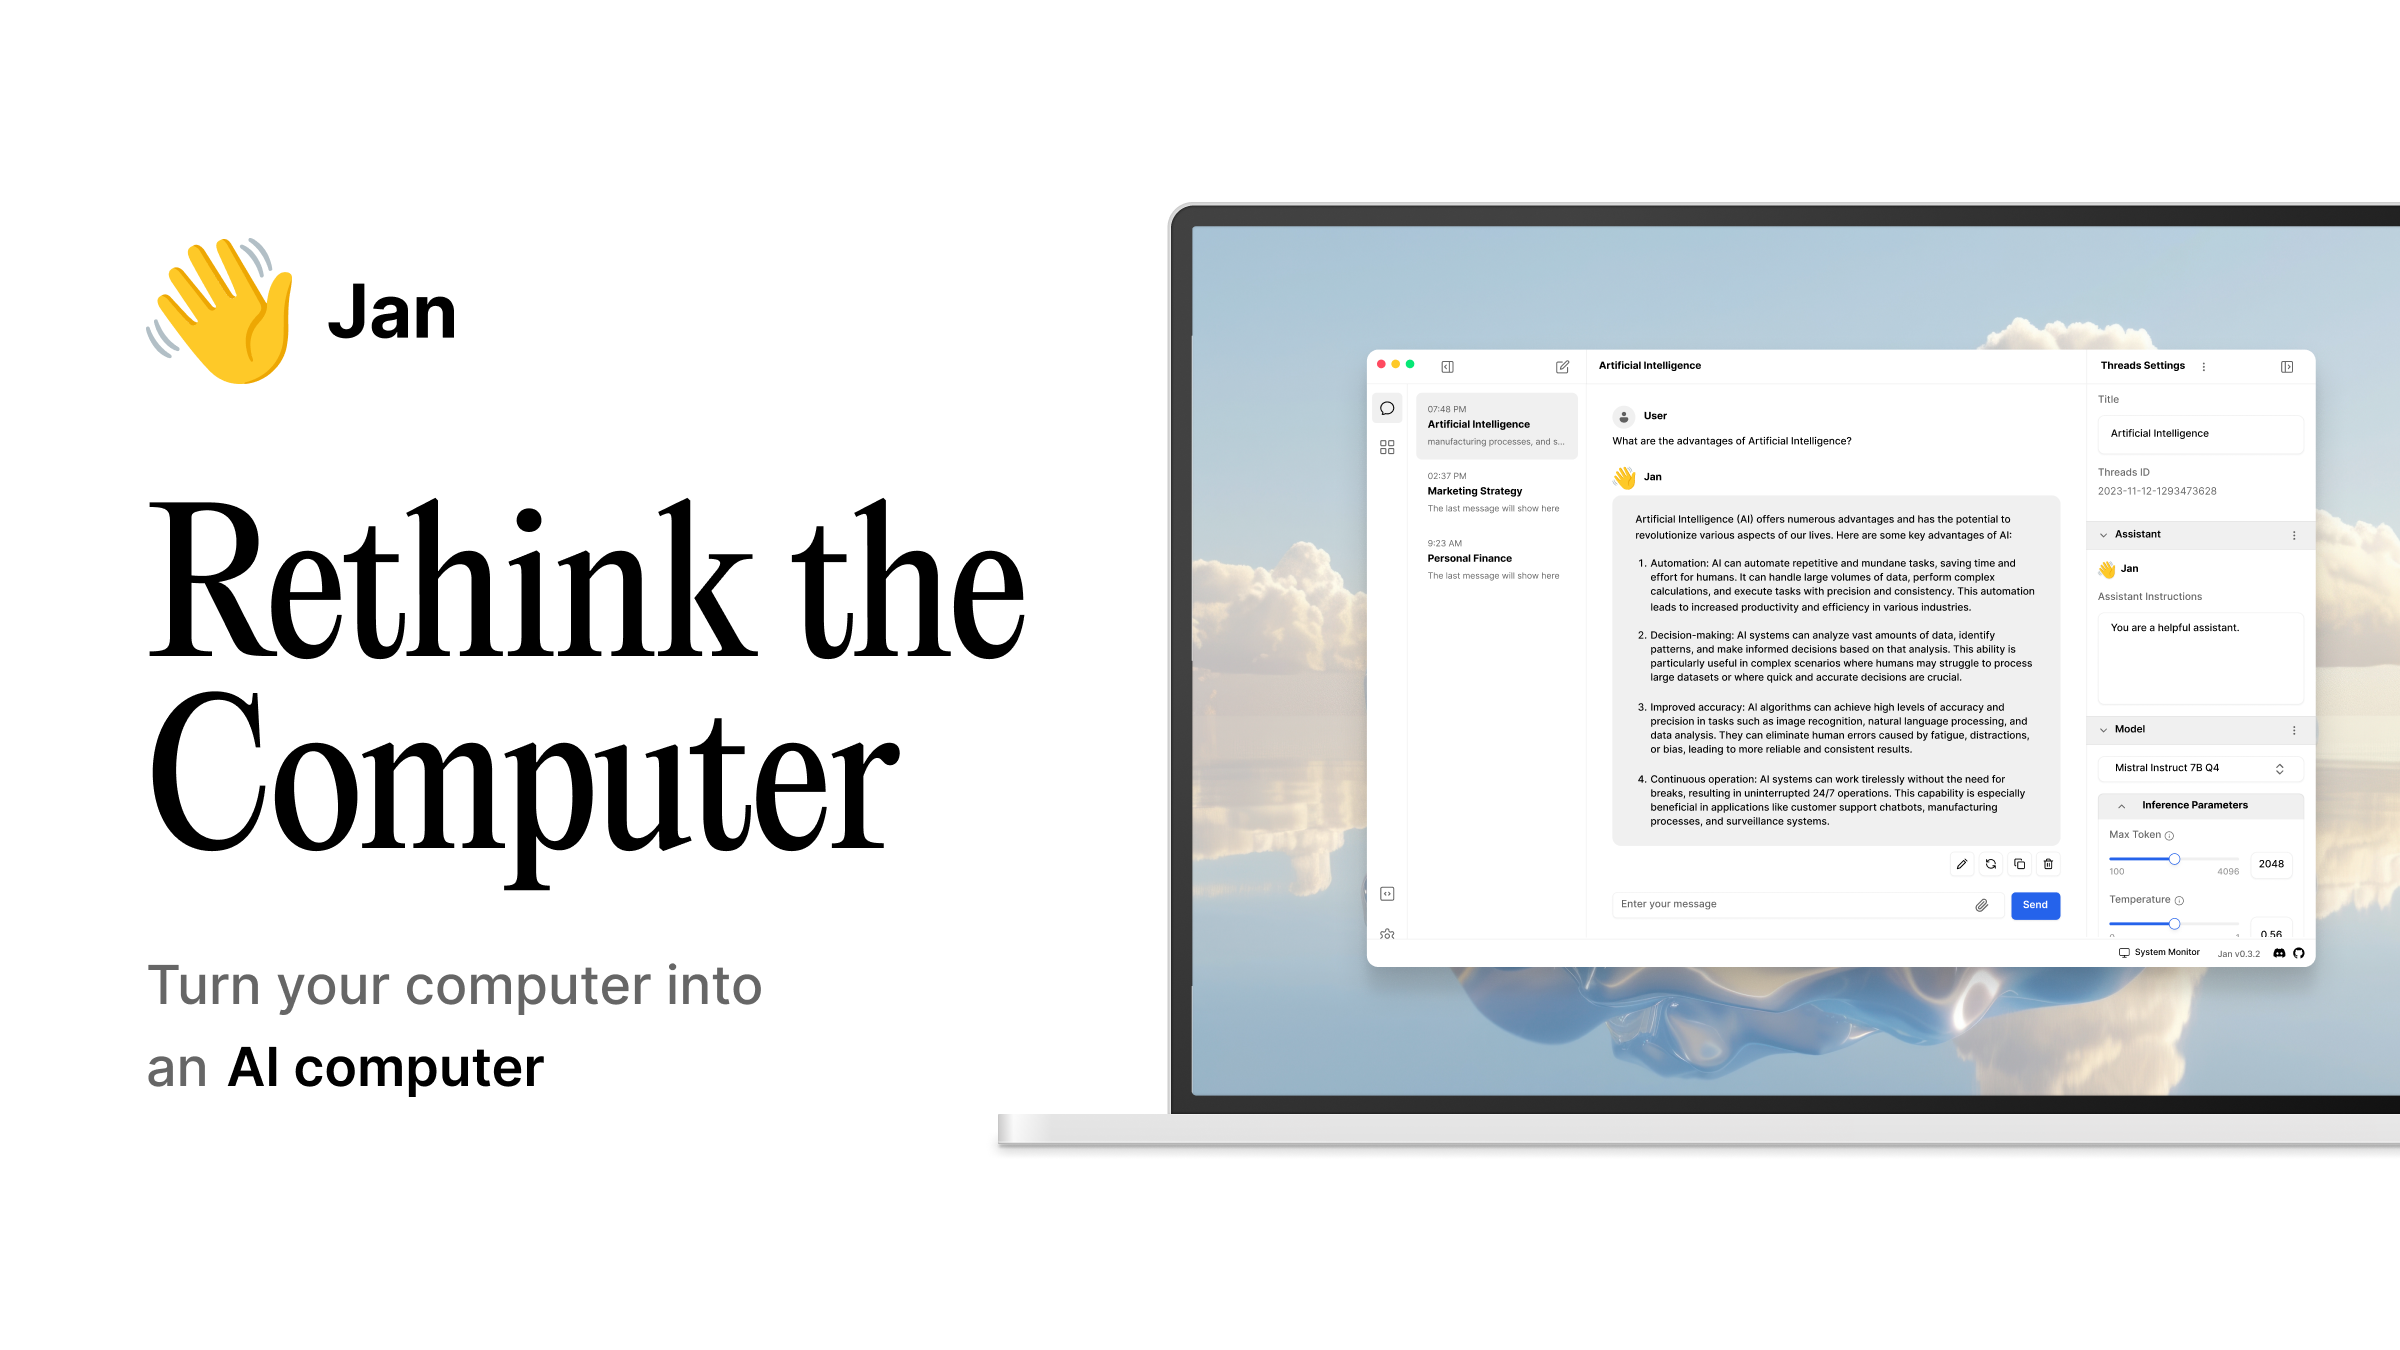 Jan
Rethink the
Computer
Turn your computer into
an AI computer
Artificial Intelligence
Threads Settings
07:48 PM
Artificial Intelligence
manufacturing processes, and s...
02:37 PM
Marketing Strategy
The last message will show here
9:23 AM
Personal Finance
The last message will show here
User
What are the advantages of Artificial Intelligence?
Jan
Artificial Intelligence (AI) offers numerous advantages and has the potential to
revolutionize various aspects of our lives. Here are some key advantages of AI:
1. Automation: AI can automate repetitive and mundane tasks, saving time and
effort for humans. It can handle large volumes of data, perform complex
calculations, and execute tasks with precision and consistency. This automation
leads to increased productivity and efficiency in various industries.
2. Decision-making: AI systems can analyze vast amounts of data, identify
patterns, and make informed decisions based on that analysis. This ability is
particularly useful in complex scenarios where humans may struggle to process
large datasets or where quick and accurate decisions are crucial.
3. Improved accuracy: AI algorithms can achieve high levels of accuracy and
precision in tasks such as image recognition, natural language processing, and
data analysis. They can eliminate human errors caused by fatigue, distractions,
or bias, leading to more reliable and consistent results.
4. Continuous operation: AI systems can work tirelessly without the need for
breaks, resulting in uninterrupted 24/7 operations. This capability is especially
beneficial in applications like customer support chatbots, manufacturing
processes, and surveillance systems.
Enter your message
Send
Title
Artificial Intelligence
Threads ID
2023-11-12-1293473628
Assistant
Jan
Assistant Instructions
You are a helpful assistant.
Model
Mistral Instruct 7B Q4
Inference Parameters
Max Token
2048
100 4096
Temperature
0.56
System Monitor
Jan v0.3.2